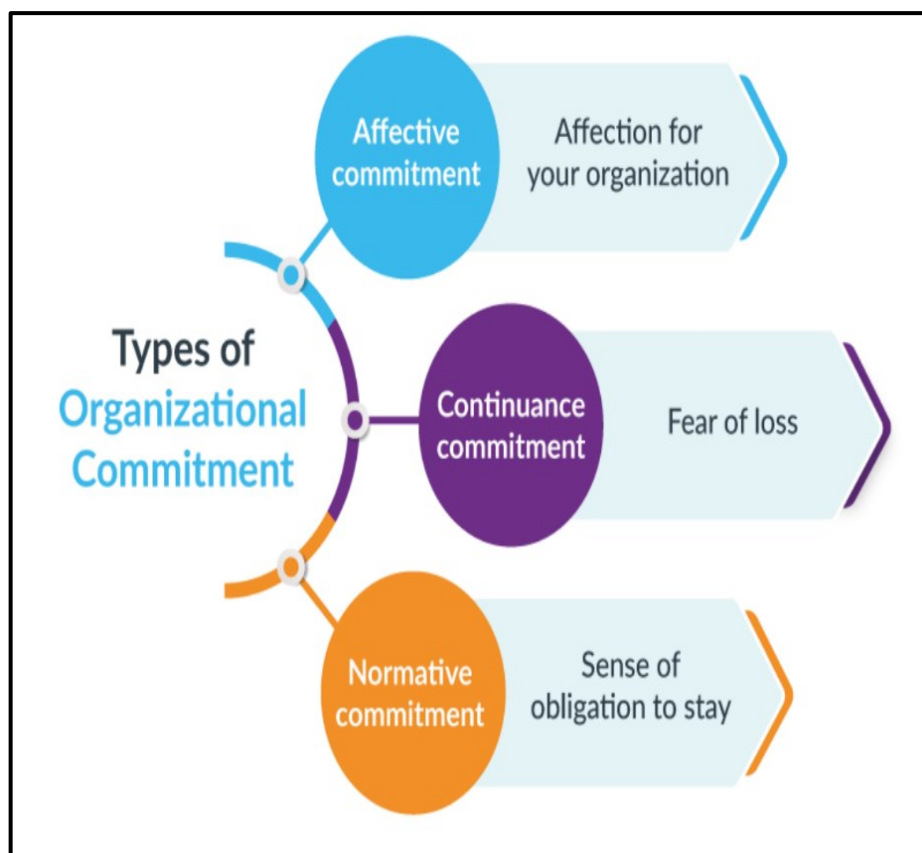 Types of
Organizational
Commitment
Affective
commitment
Affection for
your organization
Continuance
commitment
Fear of loss
Normative
commitment
Sense of
obligation to stay